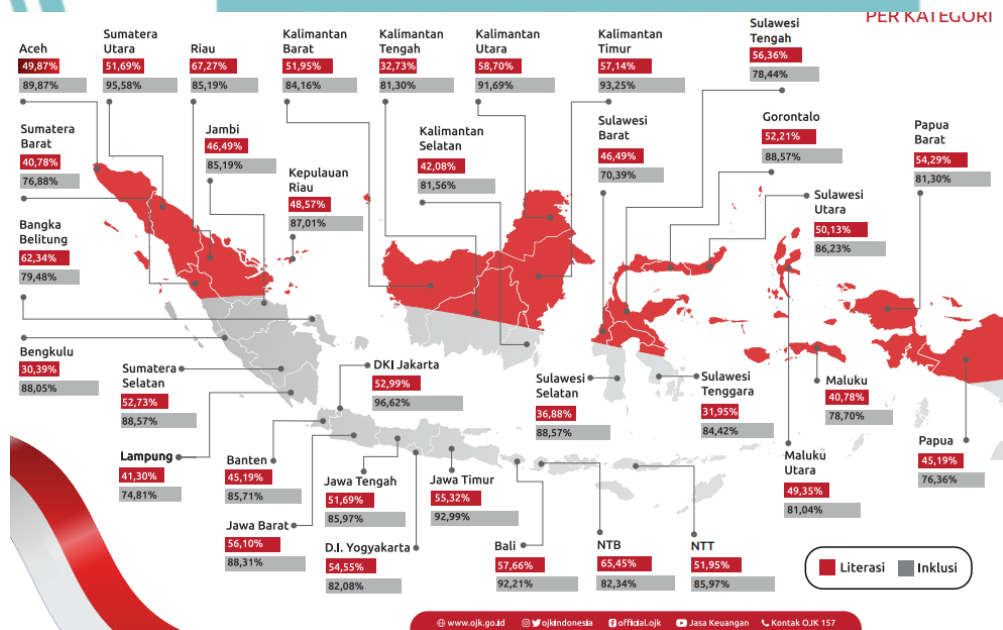 PER KATEGORI
Aceh
49,87%
89,87%
Sumatera
Utara
51,69%
95,58%
Riau
67,27%
85,19%
Kalimantan
Barat
51,95%
84,16%
Kalimantan
Tengah
32,73%
81,30%
Kalimantan
Utara
58,70%
91,69%
Kalimantan
Timur
57,14%
93,25%
Sulawesi
Tengah
56,36%
78,44%
Sumatera
Barat
40,78%
76,88%
Jambi
46,49%
85,19%
Kepulauan
Riau
48,57%
87,01%
Kalimantan
Selatan
42,08%
81,56%
Sulawesi
Barat
46,49%
70,39%
Gorontalo
52,21%
88,57%
Papua
Barat
54,29%
81,30%
Sulawesi
Utara
50,13%
86,23%
Bangka
Belitung
62,34%
79,48%
Bengkulu
30,39%
88,05%
Sumatera
Selatan
52,73%
88,57%
DKI Jakarta
52,99%
96,62%
Sulawesi
Selatan
36,88%
88,57%
Sulawesi
Tenggara
31,95%
84,42%
Maluku
40,78%
78,70%
Papua
45,19%
76,36%
Lampung
41,30%
74,81%
Banten
45,19%
85,71%
Jawa Tengah
51,69%
85,97%
Jawa Timur
55,32%
92,99%
Maluku
Utara
49,35%
81,04%
Jawa Barat
56,10%
88,31%
D.I. Yogyakarta
54,55%
82,08%
Bali
57,66%
92,21%
NTB
65,45%
82,34%
NTT
51,95%
85,97%
Literasi Inklusi
www.ojk.go.id ojkindonesia official.ojk Jasa Keuangan Kontak OJK 157